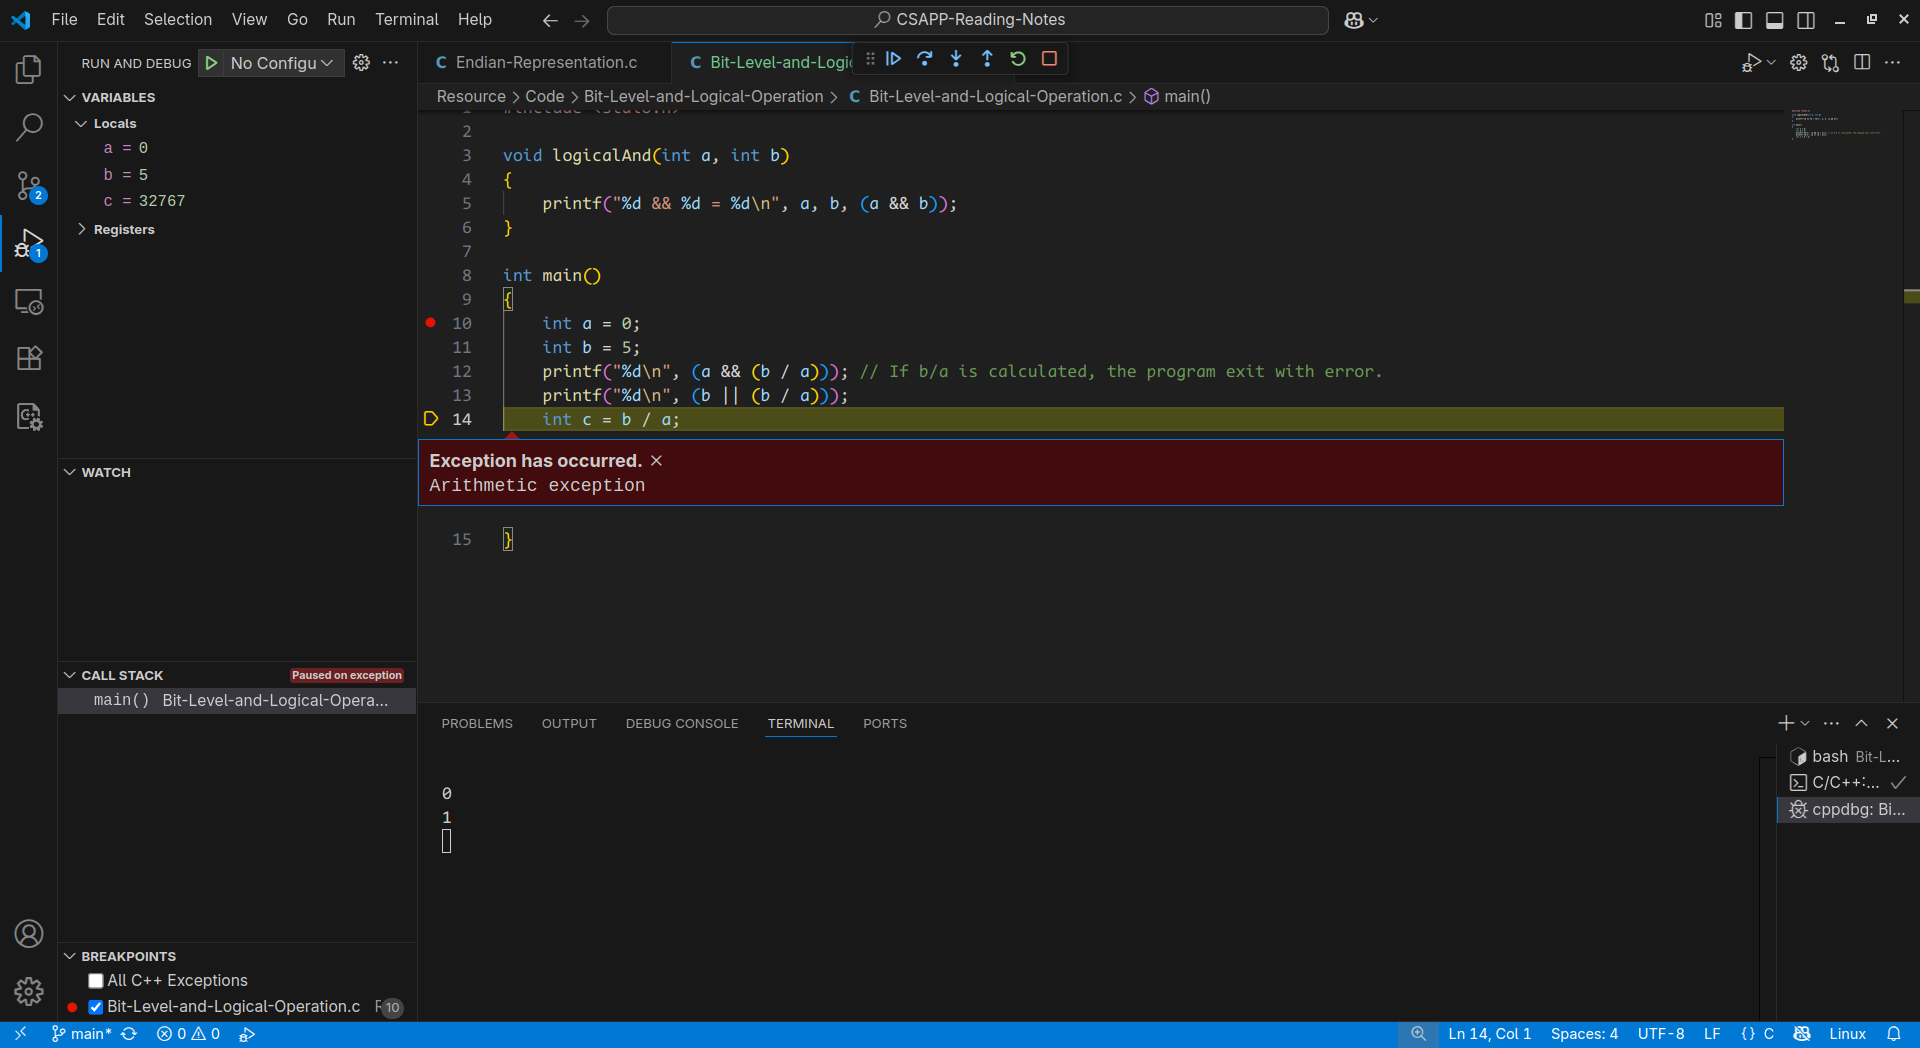 File Edit Selection View Go Run Terminal Help
CSAPP-Reading-Notes
RUN AND DEBUG
No Configu
Endian-Representation.c
Bit-Level-and-Logic
Resource > Code > Bit-Level-and-Logical-Operation > C Bit-Level-and-Logical-Operation.c > main()
VARIABLES
Locals
a = 0
b = 5
c = 32767
Registers
2
1
WATCH
CALL STACK
Paused on exception
main() Bit-Level-and-Logical-Opera...
BREAKPOINTS
All C++ Exceptions
Bit-Level-and-Logical-Operation.c
10
1 #include <stdio.h>
2
3 void logicalAnd(int a, int b)
4 {
5 printf("%d && %d = %d\n", a, b, (a && b));
6 }
7
8 int main()
9 {
10 int a = 0;
11 int b = 5;
12 printf("%d\n", (a && (b / a))); // If b/a is calculated, the program exit with error.
13 printf("%d\n", (b || (b / a)));
14 int c = b / a;
Exception has occurred. ×
Arithmetic exception
15 }
PROBLEMS OUTPUT DEBUG CONSOLE TERMINAL PORTS
0
1
bash Bit-L...
C/C++:...
cppdbg: Bi...
main* 0 0
Ln 14, Col 1 Spaces: 4 UTF-8 LF {} C Linux